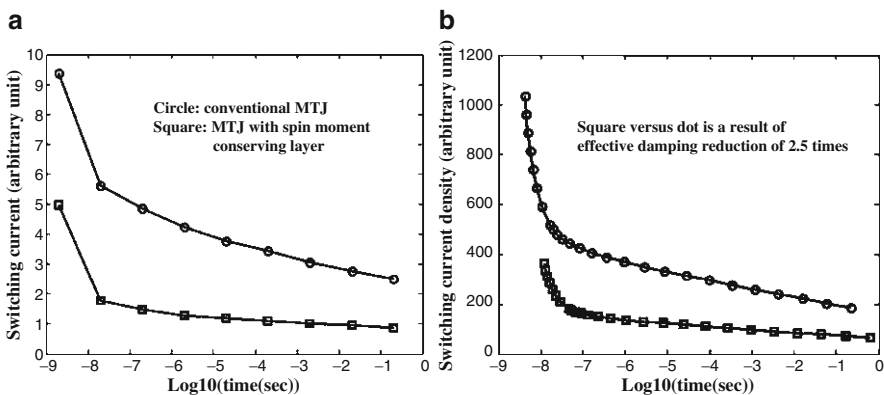 a
Switching current (arbitrary unit)
10
9
8
7
6
5
4
3
2
1
0
Circle: conventional MTJ
Square: MTJ with spin moment
conserving layer
−9 −8 −7 −6 −5 −4 −3 −2 −1 0
Log10(time(sec))
b
Switching current density (arbitrary unit)
1200
1000
800
600
400
200
0
Square versus dot is a result of
effective damping reduction of 2.5 times
−9 −8 −7 −6 −5 −4 −3 −2 −1 0
Log10(time(sec))